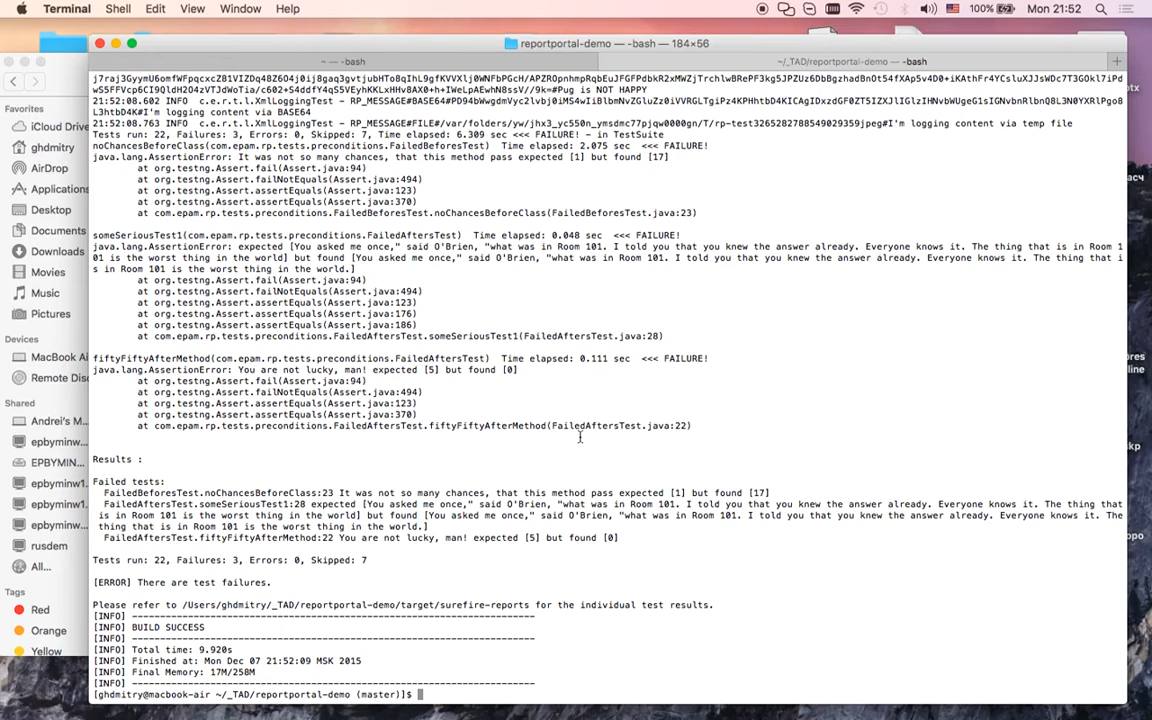 Terminal Shell Edit View Window Help 100% Mon 21:52
reportportal-demo — -bash — 184×56
~ — -bash
~/_TAD/reportportal-demo — -bash
Favorites
iCloud Drive
ghdmitry
AirDrop
Applications
Desktop
Documents
Downloads
Movies
Music
Pictures
Devices
MacBook Air
Remote Disc
Shared
Andrei's M...
epbyminw...
EPBYMIN...
epbyminw1...
epbyminw1...
epbyminw1...
rusdem
All...
Tags
Red
Orange
Yellow
21:52:08.602 INFO c.e.r.t.l.XmlLoggingTest -
L3htbD4K#I'm logging content via BASE64
21:52:08.763 INFO c.e.r.t.l.XmlLoggingTest - RP_MESSAGE#FILE#/var/folders/yw/jhx3_yc550n_ymsdmc77pjqw0000gn/T/rp-test3265282788549029359jpeg#I'm logging content via temp file
Tests run: 22, Failures: 3, Errors: 0, Skipped: 7, Time elapsed: 6.309 sec <<< FAILURE! - in TestSuite
noChancesBeforeClass(com.epam.rp.tests.preconditions.FailedBeforesTest) Time elapsed: 2.075 sec <<< FAILURE!
java.lang.AssertionError: It was not so many chances, that this method pass expected [1] but found [17]
at org.testng.Assert.fail(Assert.java:94)
at org.testng.Assert.failNotEquals(Assert.java:494)
at org.testng.Assert.assertEquals(Assert.java:123)
at org.testng.Assert.assertEquals(Assert.java:370)
at com.epam.rp.tests.preconditions.FailedBeforesTest.noChancesBeforeClass(FailedBeforesTest.java:23)
someSeriousTest1(com.epam.rp.tests.preconditions.FailedAftersTest) Time elapsed: 0.048 sec <<< FAILURE!
java.lang.AssertionError: expected [You asked me once," said O'Brien, "what was in Room 101. I told you that you knew the answer already. Everyone knows it. The thing that is in Room 1
01 is the worst thing in the world] but found [You asked me once," said O'Brien, "what was in Room 101. I told you that you knew the answer already. Everyone knows it. The thing that i
s in Room 101 is the worst thing in the world.]
at org.testng.Assert.fail(Assert.java:94)
at org.testng.Assert.failNotEquals(Assert.java:494)
at org.testng.Assert.assertEquals(Assert.java:123)
at org.testng.Assert.assertEquals(Assert.java:176)
at org.testng.Assert.assertEquals(Assert.java:186)
at com.epam.rp.tests.preconditions.FailedAftersTest.someSeriousTest1(FailedAftersTest.java:28)
fiftyFiftyAfterMethod(com.epam.rp.tests.preconditions.FailedAftersTest) Time elapsed: 0.111 sec <<< FAILURE!
java.lang.AssertionError: You are not lucky, man! expected [5] but found [0]
at org.testng.Assert.fail(Assert.java:94)
at org.testng.Assert.failNotEquals(Assert.java:494)
at org.testng.Assert.assertEquals(Assert.java:123)
at org.testng.Assert.assertEquals(Assert.java:370)
at com.epam.rp.tests.preconditions.FailedAftersTest.fiftyFiftyAfterMethod(FailedAftersTest.java:22)
Results :
Failed tests:
FailedBeforesTest.noChancesBeforeClass:23 It was not so many chances, that this method pass expected [1] but found [17]
FailedAftersTest.someSeriousTest1:28 expected [You asked me once," said O'Brien, "what was in Room 101. I told you that you knew the answer already. Everyone knows it. The thing that
is in Room 101 is the worst thing in the world] but found [You asked me once," said O'Brien, "what was in Room 101. I told you that you knew the answer already. Everyone knows it. The
thing that is in Room 101 is the worst thing in the world.]
FailedAftersTest.fiftyFiftyAfterMethod:22 You are not lucky, man! expected [5] but found [0]
Tests run: 22, Failures: 3, Errors: 0, Skipped: 7
[ERROR] There are test failures.
Please refer to /Users/ghdmitry/_TAD/reportportal-demo/target/surefire-reports for the individual test results.
[INFO] ------------------------------------------------------------------------
[INFO] BUILD SUCCESS
[INFO] ------------------------------------------------------------------------
[INFO] Total time: 9.920s
[INFO] Finished at: Mon Dec 07 21:52:09 MSK 2015
[INFO] Final Memory: 17M/258M
[INFO] ------------------------------------------------------------------------
[ghdmitry@macbook-air ~/_TAD/reportportal-demo (master)]$